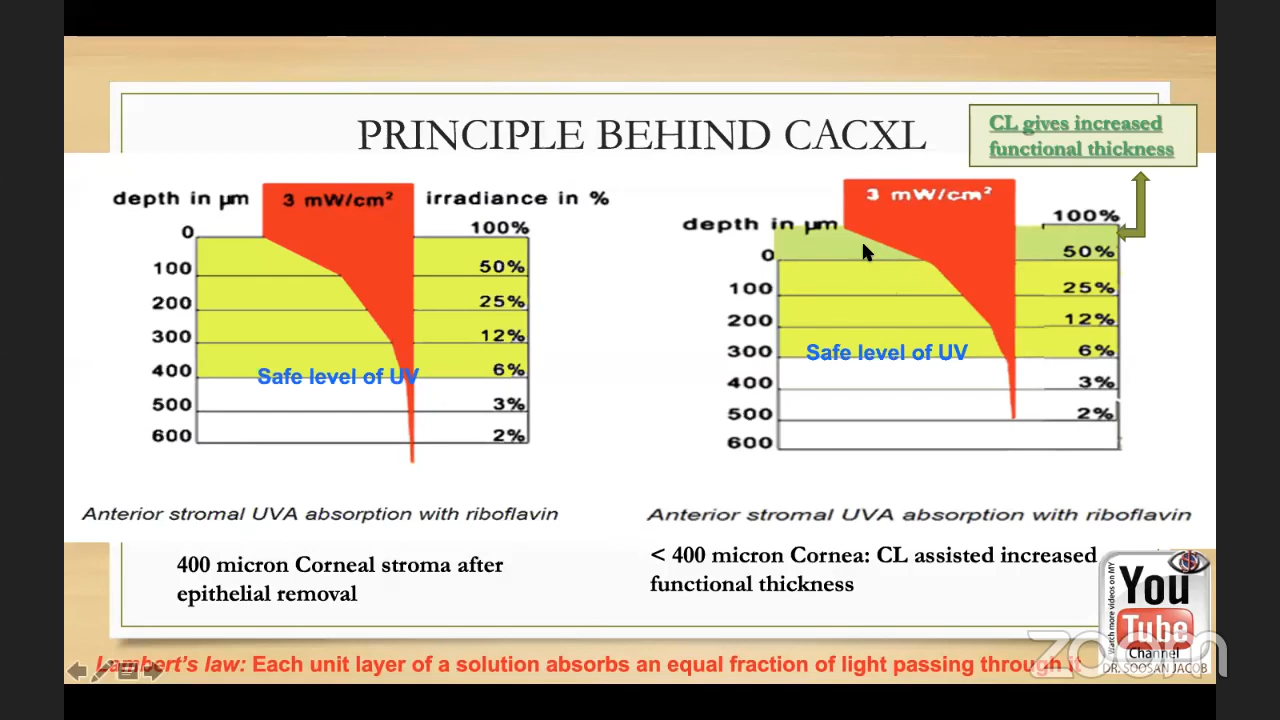 PRINCIPLE BEHIND CACXL
CL gives increased
functional thickness
depth in µm
3 mW/cm²
irradiance in %
0
100%
100
50%
200
25%
300
12%
400
6%
500
3%
600
2%
Safe level of UV
Anterior stromal UVA absorption with riboflavin
400 micron Corneal stroma after
epithelial removal
3 mW/cm²
depth in µm
100%
0
50%
100
25%
200
12%
300
6%
400
3%
500
2%
600
Safe level of UV
Anterior stromal UVA absorption with riboflavin
< 400 micron Cornea: CL assisted increased
functional thickness
Watch more videos on MY
You
Tube
Channel
DR. SOOSAN JACOB
zoom
Lambert's law: Each unit layer of a solution absorbs an equal fraction of light passing through it